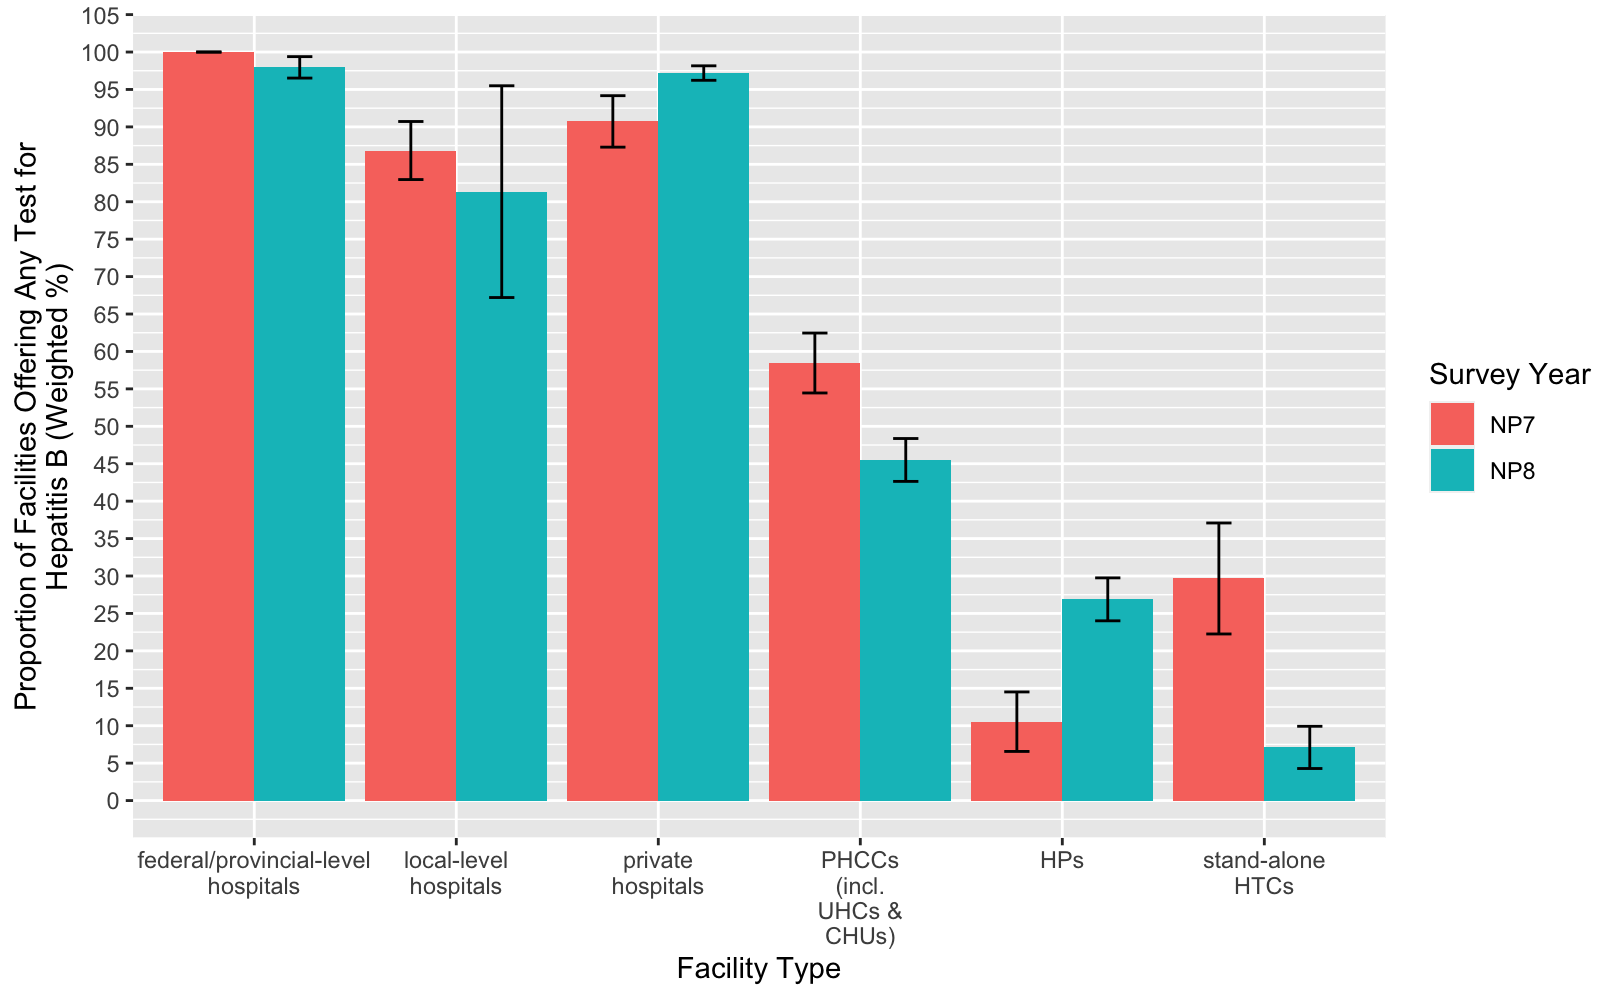 Proportion of Facilities Offering Any Test for
Hepatitis B (Weighted %)
105
100
95
90
85
80
75
70
65
60
55
50
45
40
35
30
25
20
15
10
5
0
federal/provincial-level
hospitals
local-level
hospitals
private
hospitals
PHCCs
(incl.
UHCs &
CHUs)
HPs
stand-alone
HTCs
Facility Type
Survey Year
NP7
NP8